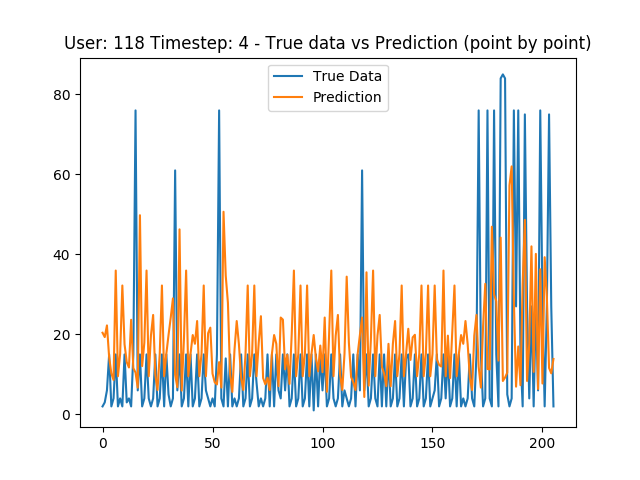 User: 118 Timestep: 4 - True data vs Prediction (point by point)
True Data
Prediction
80
60
40
20
0
0 50 100 150 200